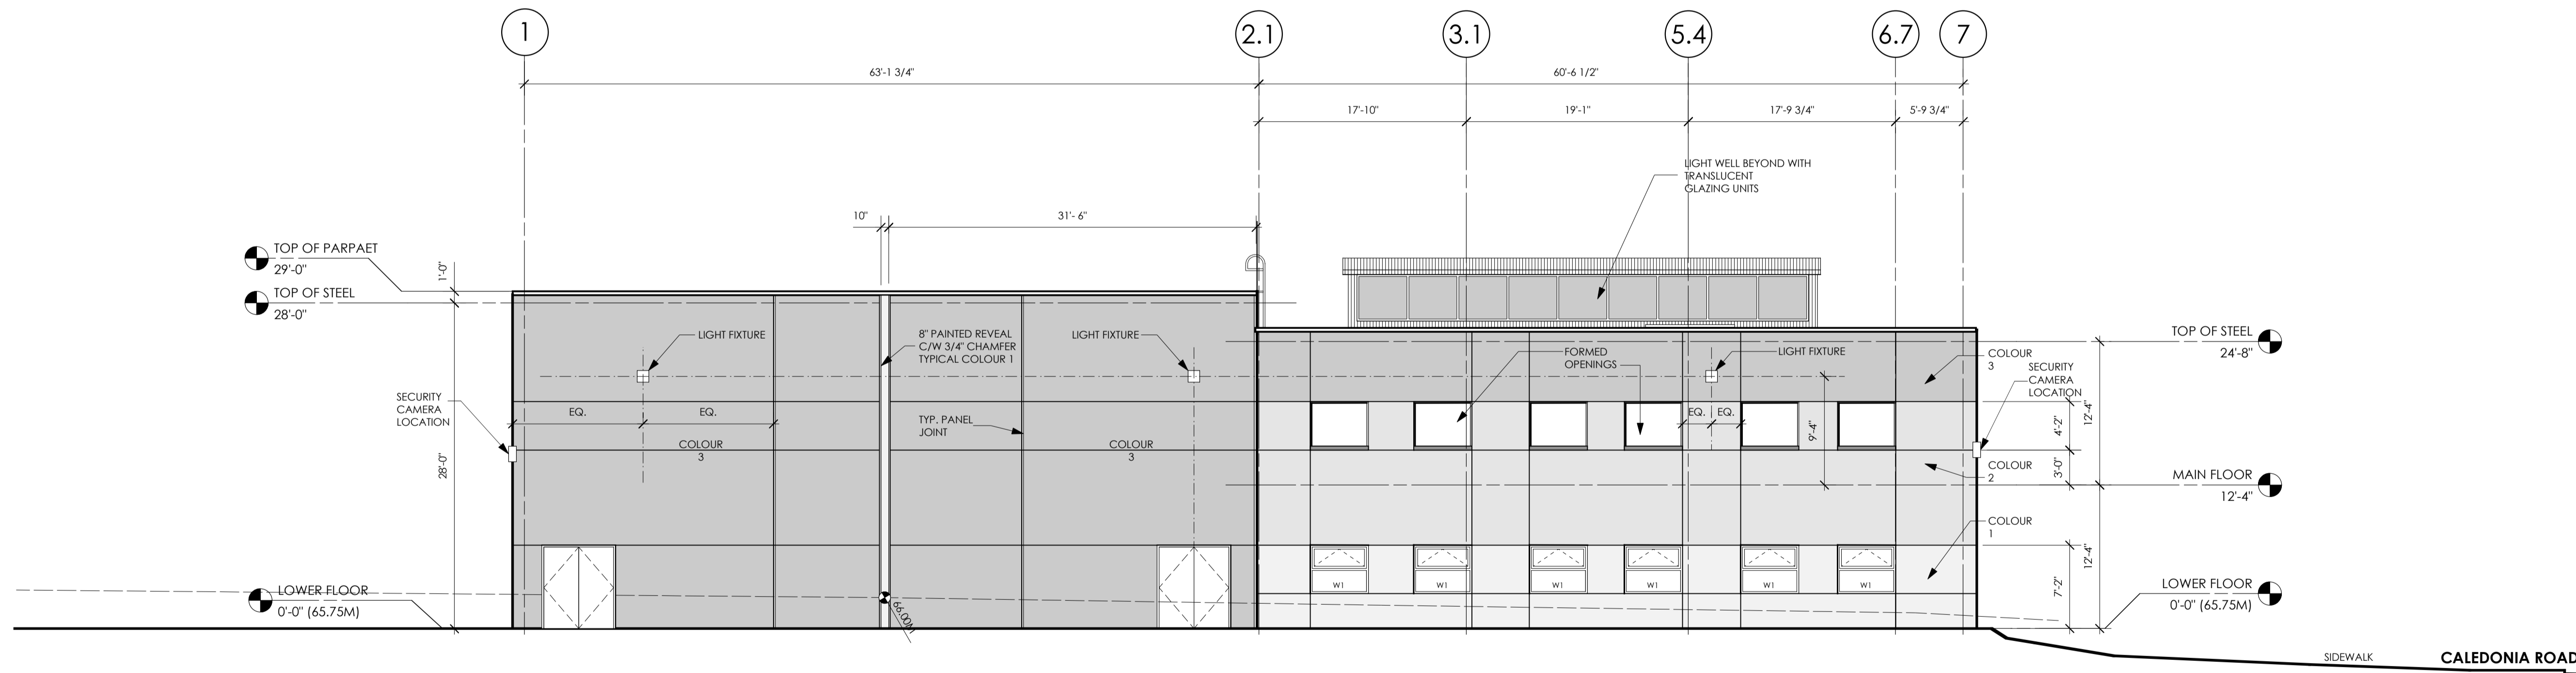 1
2.1
3.1
5.4
6.7
7
63'-1 3/4"
60'-6 1/2"
17'-10"
19'-1"
17'-9 3/4"
5'-9 3/4"
LIGHT WELL BEYOND WITH
TRANSLUCENT
GLAZING UNITS
10"
31'- 6"
TOP OF PARPAET
29'-0"
1'-0"
TOP OF STEEL
28'-0"
LIGHT FIXTURE
8" PAINTED REVEAL
C/W 3/4" CHAMFER
TYPICAL COLOUR 1
LIGHT FIXTURE
FORMED
OPENINGS
LIGHT FIXTURE
COLOUR
3
TOP OF STEEL
24'-8"
SECURITY
CAMERA
LOCATION
SECURITY
CAMERA
LOCATION
EQ.
EQ.
TYP. PANEL
JOINT
EQ.
EQ.
9'-4"
4'-2"
12'-4"
COLOUR
3
COLOUR
3
28'-0"
COLOUR
2
3'-0"
MAIN FLOOR
12'-4"
COLOUR
1
12'-4"
7'-2"
W1
W1
W1
W1
W1
W1
LOWER FLOOR
0'-0" (65.75M)
66.00M
LOWER FLOOR
0'-0" (65.75M)
SIDEWALK
CALEDONIA ROAD